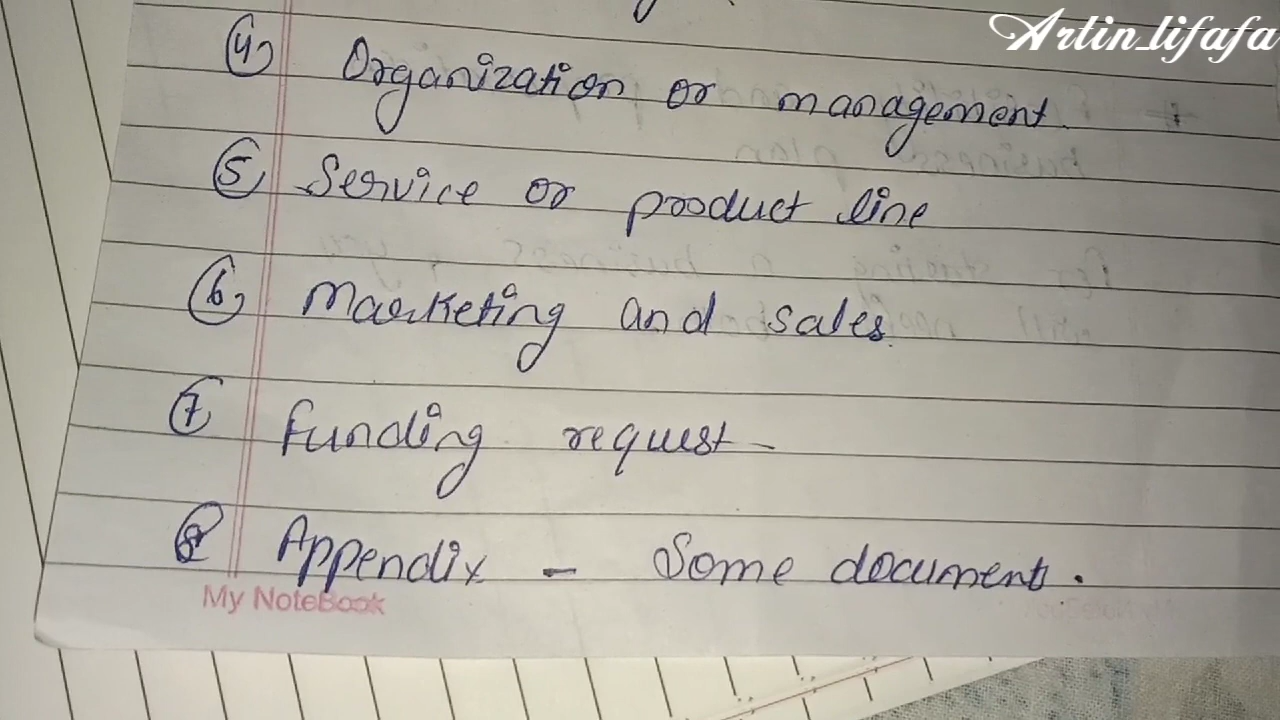 Artin_lifafa
(4) Organization or management.
(5) Service or product line
(6) Marketing and sales.
(7) Funding request -
(8) Appendix - Some document.
My NoteBook